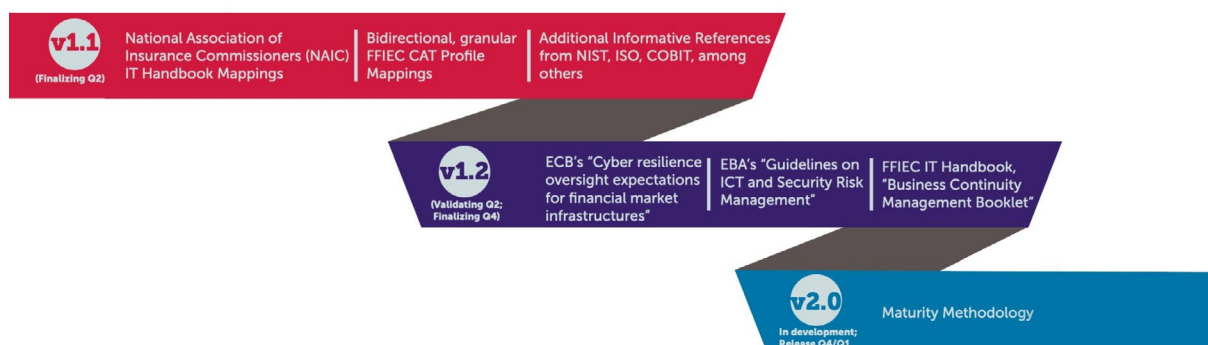 v1.1
(Finalizing Q2)
National Association of
Insurance Commissioners (NAIC)
IT Handbook Mappings
Bidirectional, granular
FFIEC CAT Profile
Mappings
Additional Informative References
from NIST, ISO, COBIT, among
others
v1.2
(Validating Q2;
Finalizing Q4)
ECB's "Cyber resilience
oversight expectations
for financial market
infrastructures"
EBA's "Guidelines on
ICT and Security Risk
Management"
FFIEC IT Handbook,
"Business Continuity
Management Booklet"
v2.0
In development;
Release Q4/Q1
Maturity Methodology